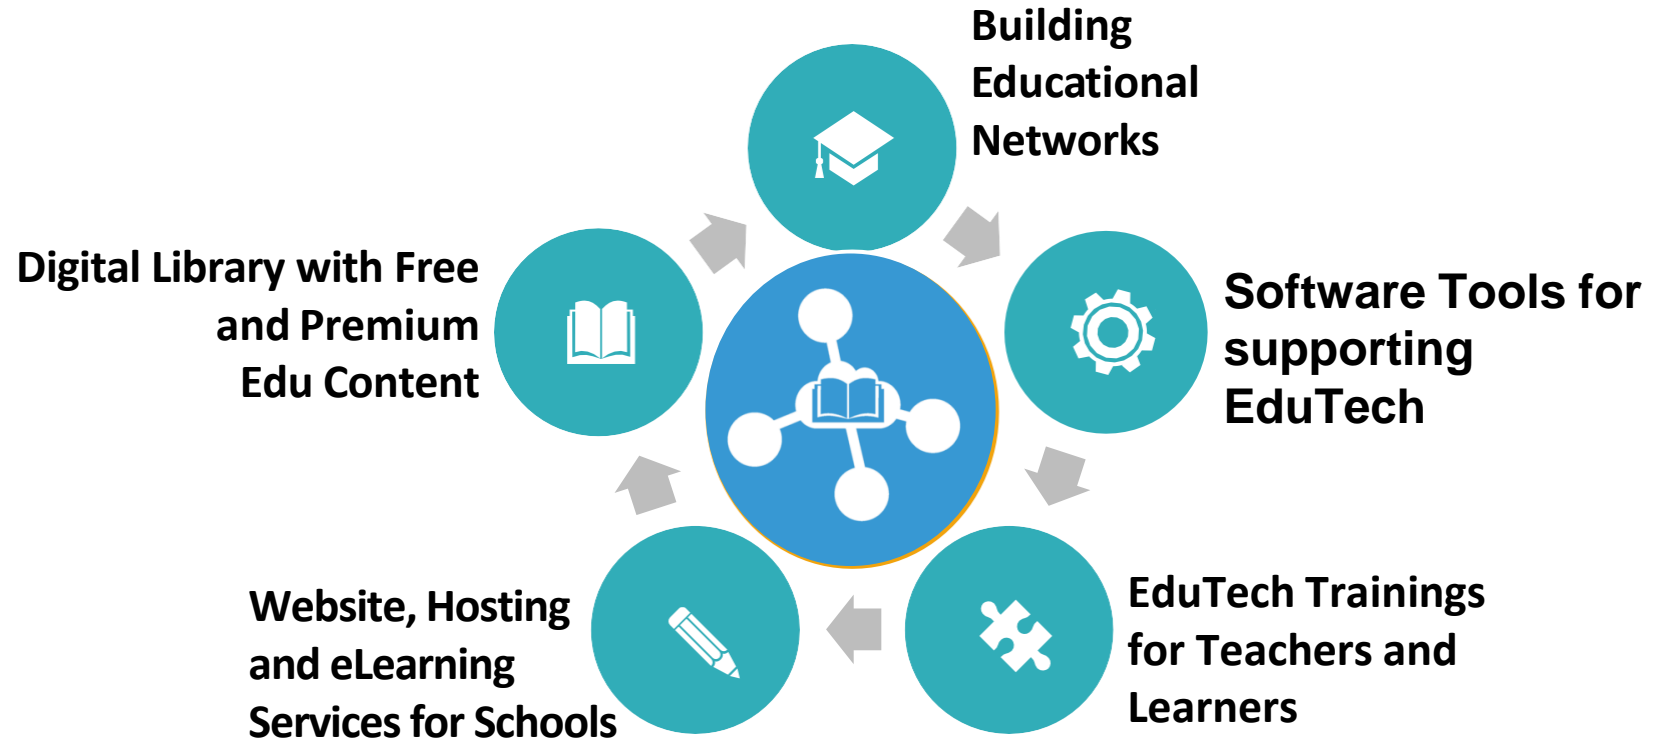 Building
Educational
Networks
Software Tools for
supporting
EduTech
EduTech Trainings
for Teachers and
Learners
Website, Hosting
and eLearning
Services for Schools
Digital Library with Free
and Premium
Edu Content